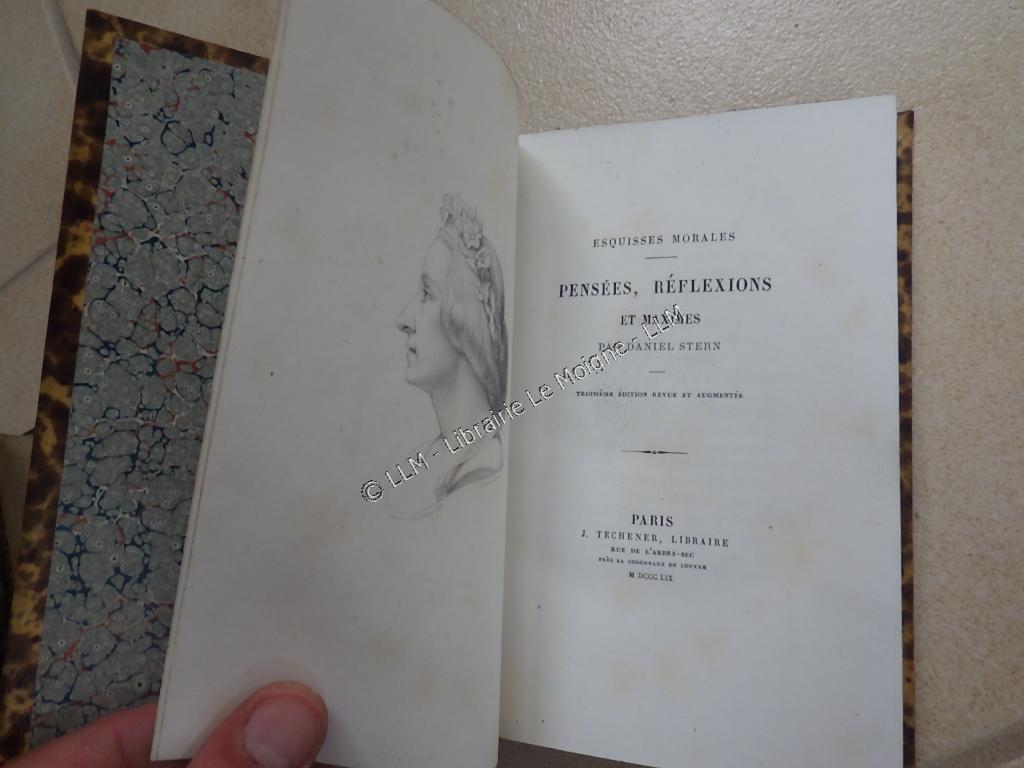 ESQUISSES MORALES
PENSÉES, RÉFLEXIONS
ET MAXIMES
PAR DANIEL STERN
TROISIÈME ÉDITION REVUE ET AUGMENTÉE
PARIS
J. TECHENER, LIBRAIRE
RUE DE L'ARBRE-SEC
PRÈS LA COLONNADE DU LOUVRE
M DCCC LIX
© LLM - Librairie Le Moigne - LLM